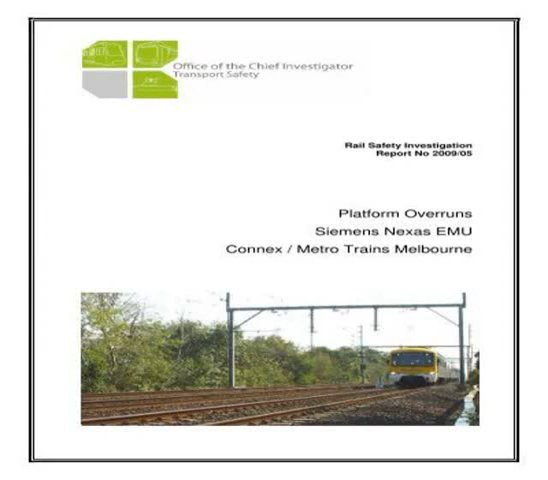 Office of the Chief Investigator
Transport Safety
Rail Safety Investigation
Report No 2009/05
Platform Overruns
Siemens Nexas EMU
Connex / Metro Trains Melbourne